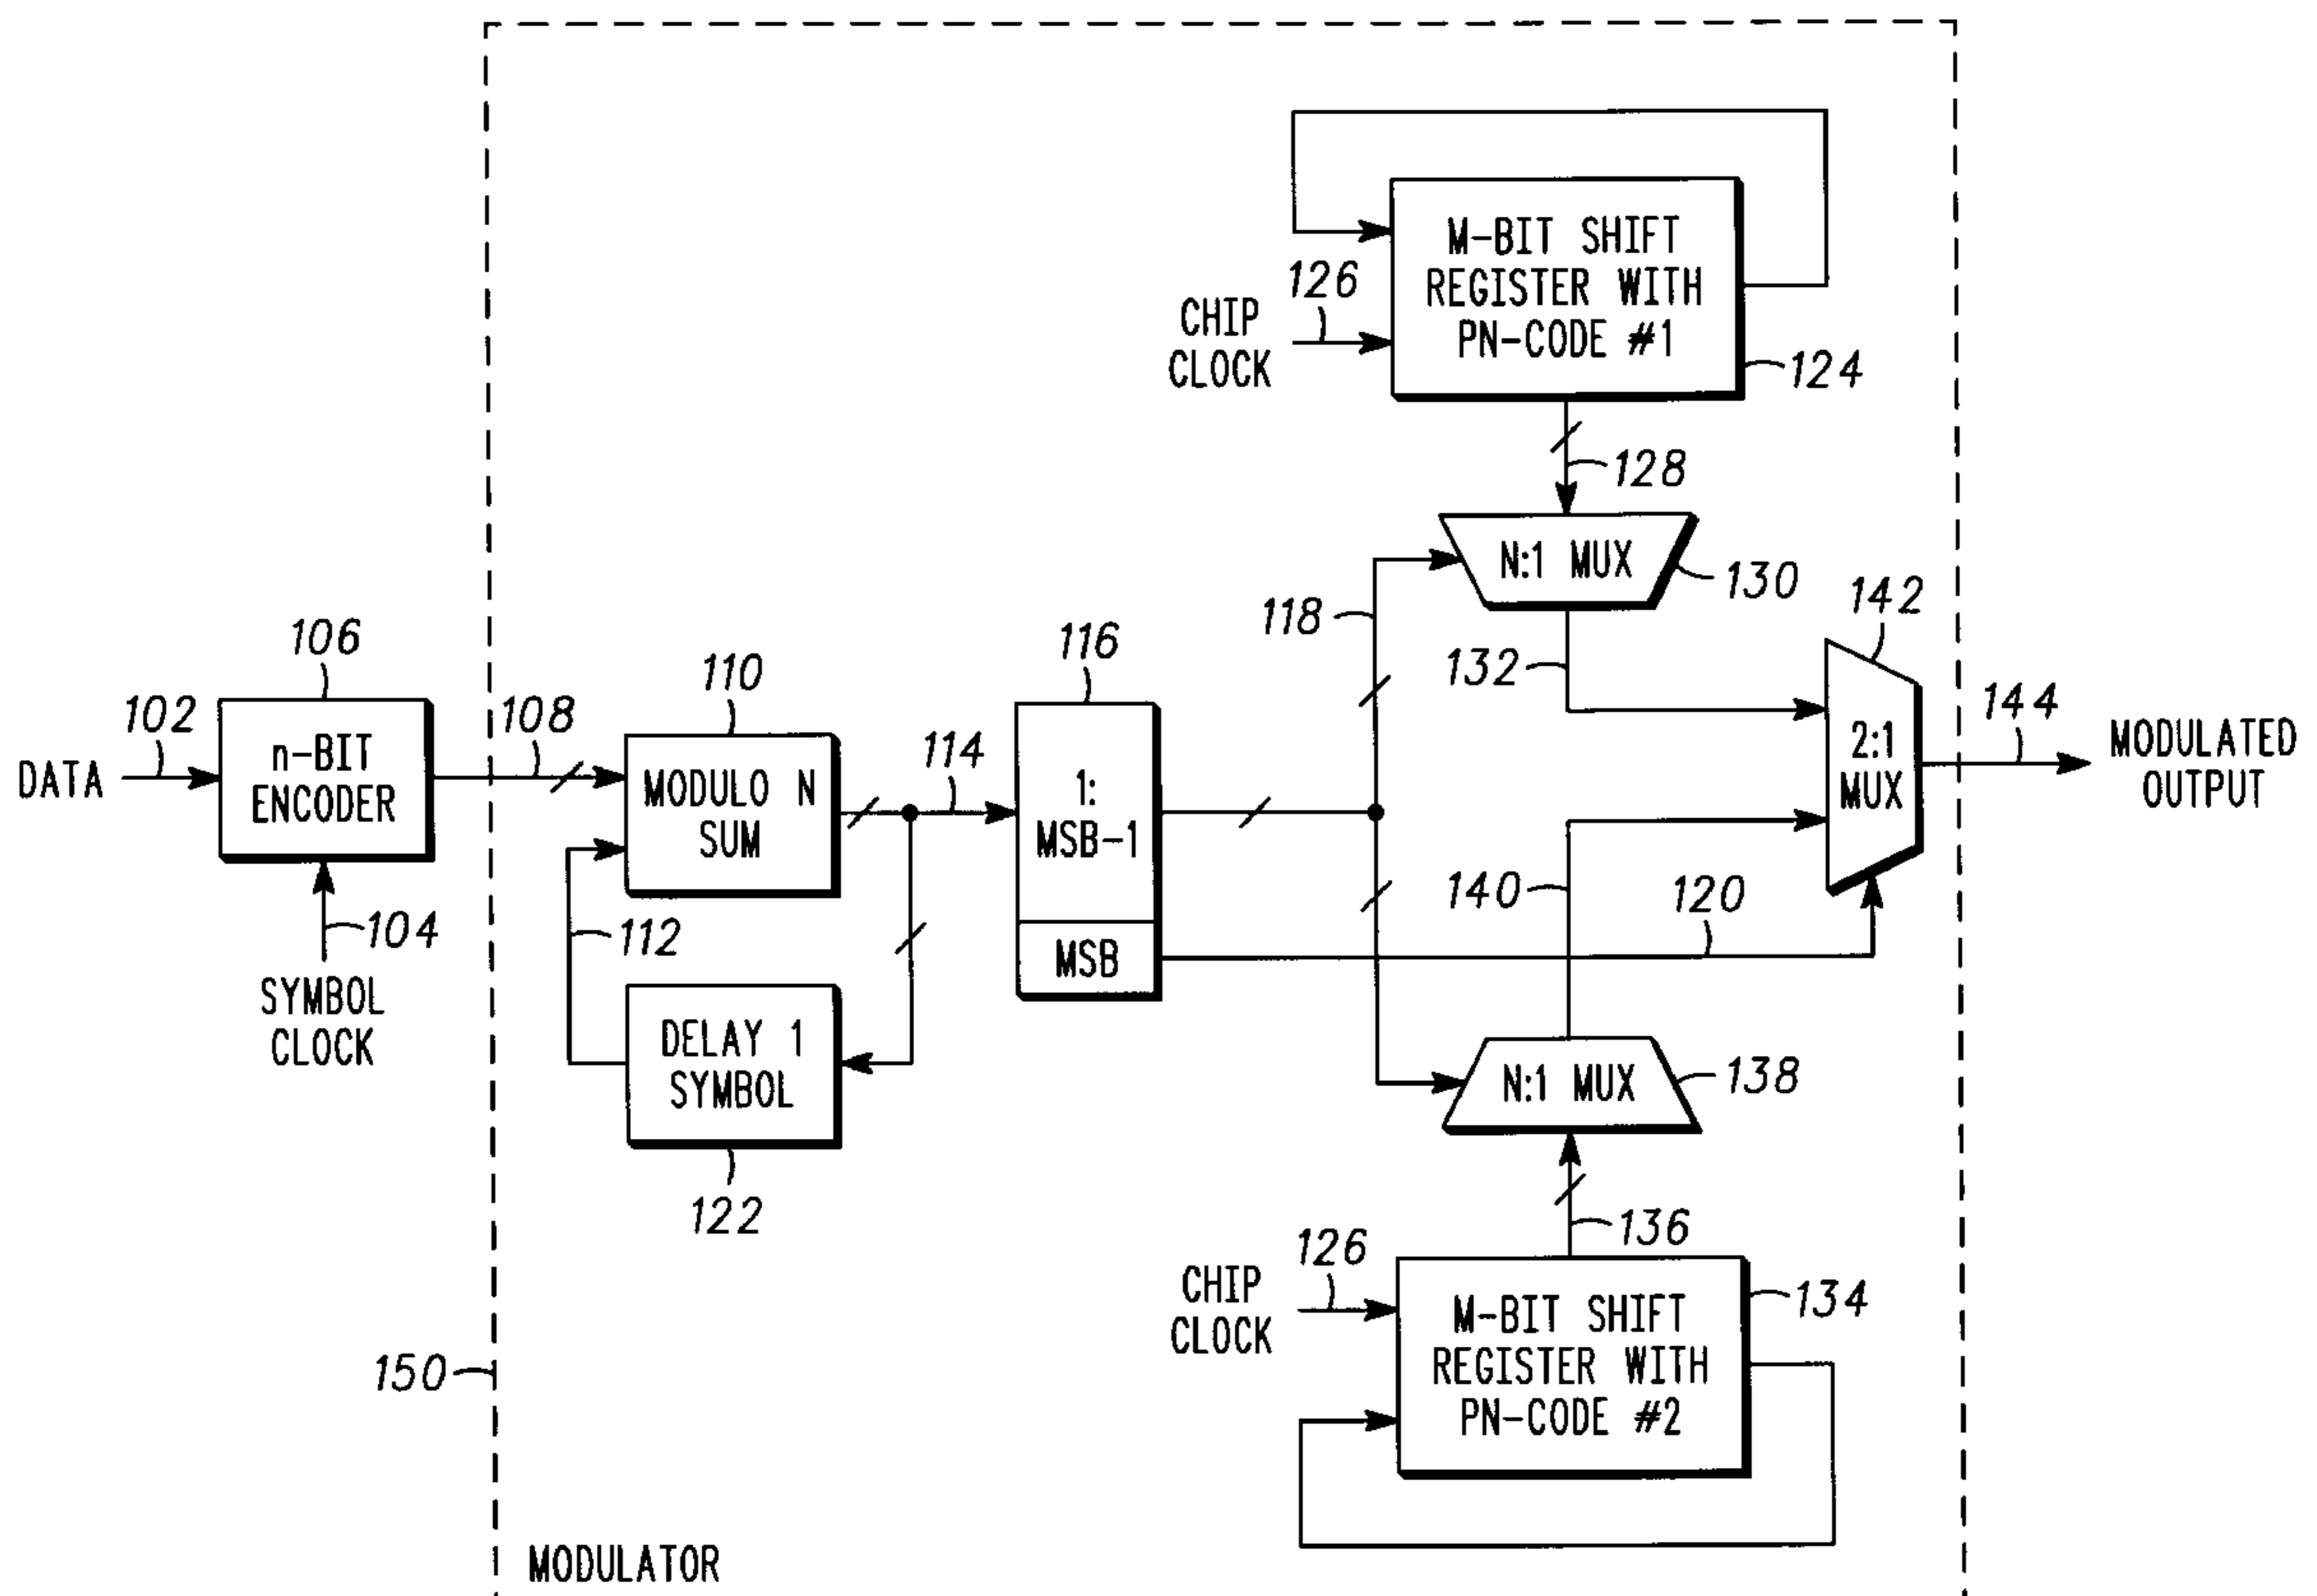 M-BIT SHIFT
REGISTER WITH
PN-CODE #1
126
CHIP
CLOCK
124
128
N:1 MUX
130
118
132
142
106
110
116
102
108
114
144
DATA
n-BIT
ENCODER
MODULO N
SUM
1:
MSB-1
2:1
MUX
MODULATED
OUTPUT
104
112
140
120
MSB
SYMBOL
CLOCK
DELAY 1
SYMBOL
N:1 MUX
138
122
136
126
CHIP
CLOCK
134
M-BIT SHIFT
REGISTER WITH
PN-CODE #2
150
MODULATOR